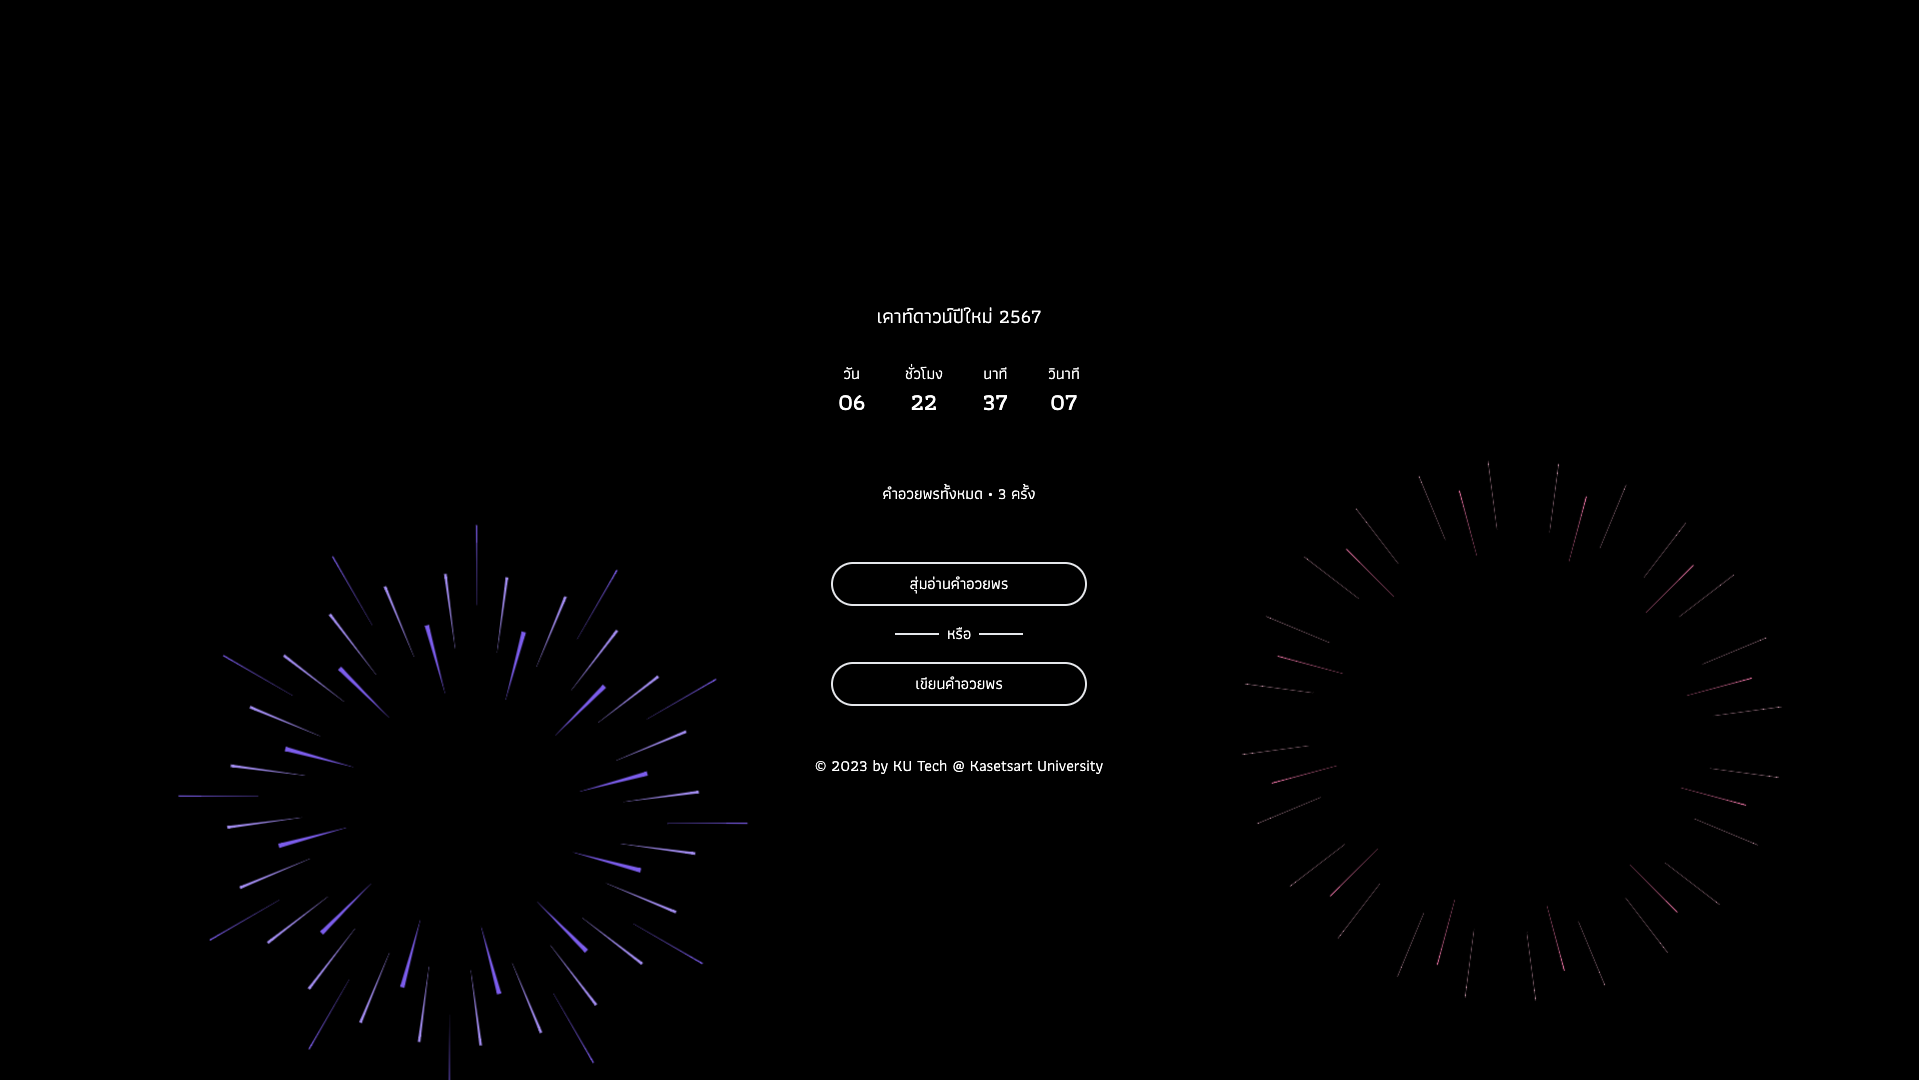 เคาท์ดาวน์ปีใหม่ 2567
วัน ชั่วโมง นาที วินาที
06 22 37 07
คำอวยพรทั้งหมด • 3 ครั้ง
สุ่มอ่านคำอวยพร
หรือ
เขียนคำอวยพร
© 2023 by KU Tech @ Kasetsart University